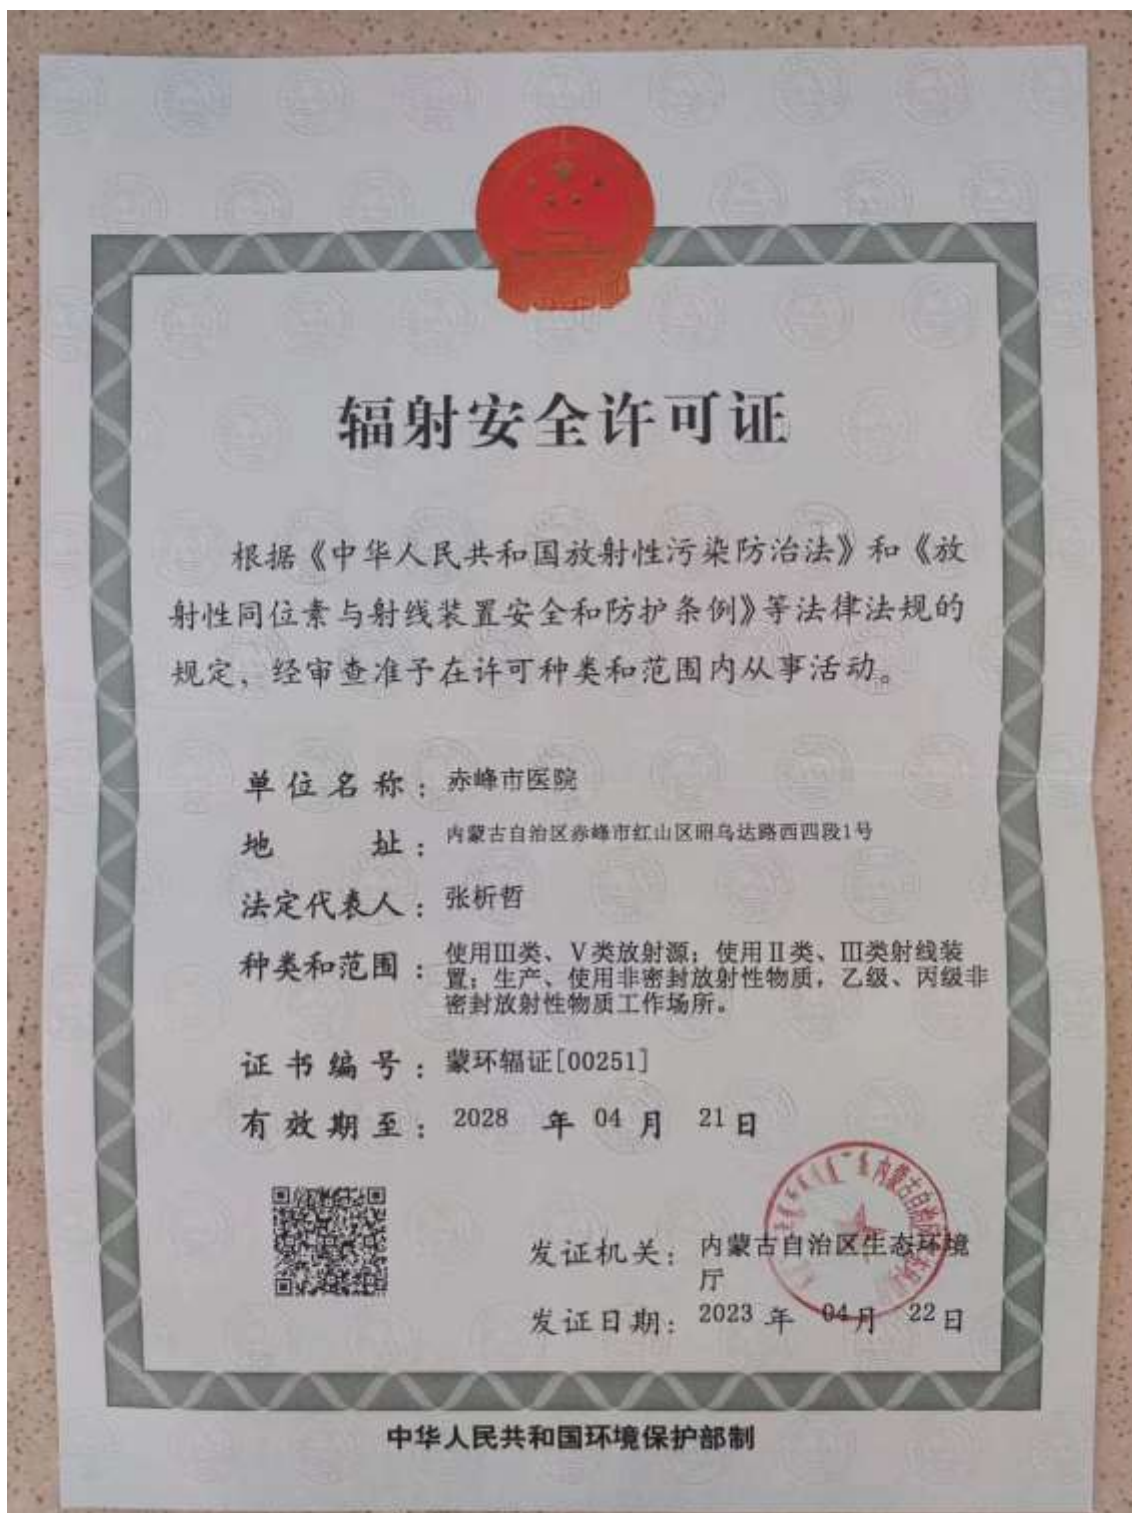 辐射安全许可证
根据《中华人民共和国放射性污染防治法》和《放
射性同位素与射线装置安全和防护条例》等法律法规的
规定，经审查准予在许可种类和范围内从事活动。
单位名称：赤峰市医院
地址：内蒙古自治区赤峰市红山区昭乌达路西四段1号
法定代表人：张析哲
种类和范围：使用Ⅲ类、Ⅴ类放射源；使用Ⅱ类、Ⅲ类射线装
置；生产、使用非密封放射性物质，乙级、丙级非
密封放射性物质工作场所。
证书编号：蒙环辐证[00251]
有效期至：2028 年 04 月 21 日
内蒙古自治区
发证机关：内蒙古自治区生态环境
厅
发证日期：2023 年 04 月 22 日
中华人民共和国环境保护部制